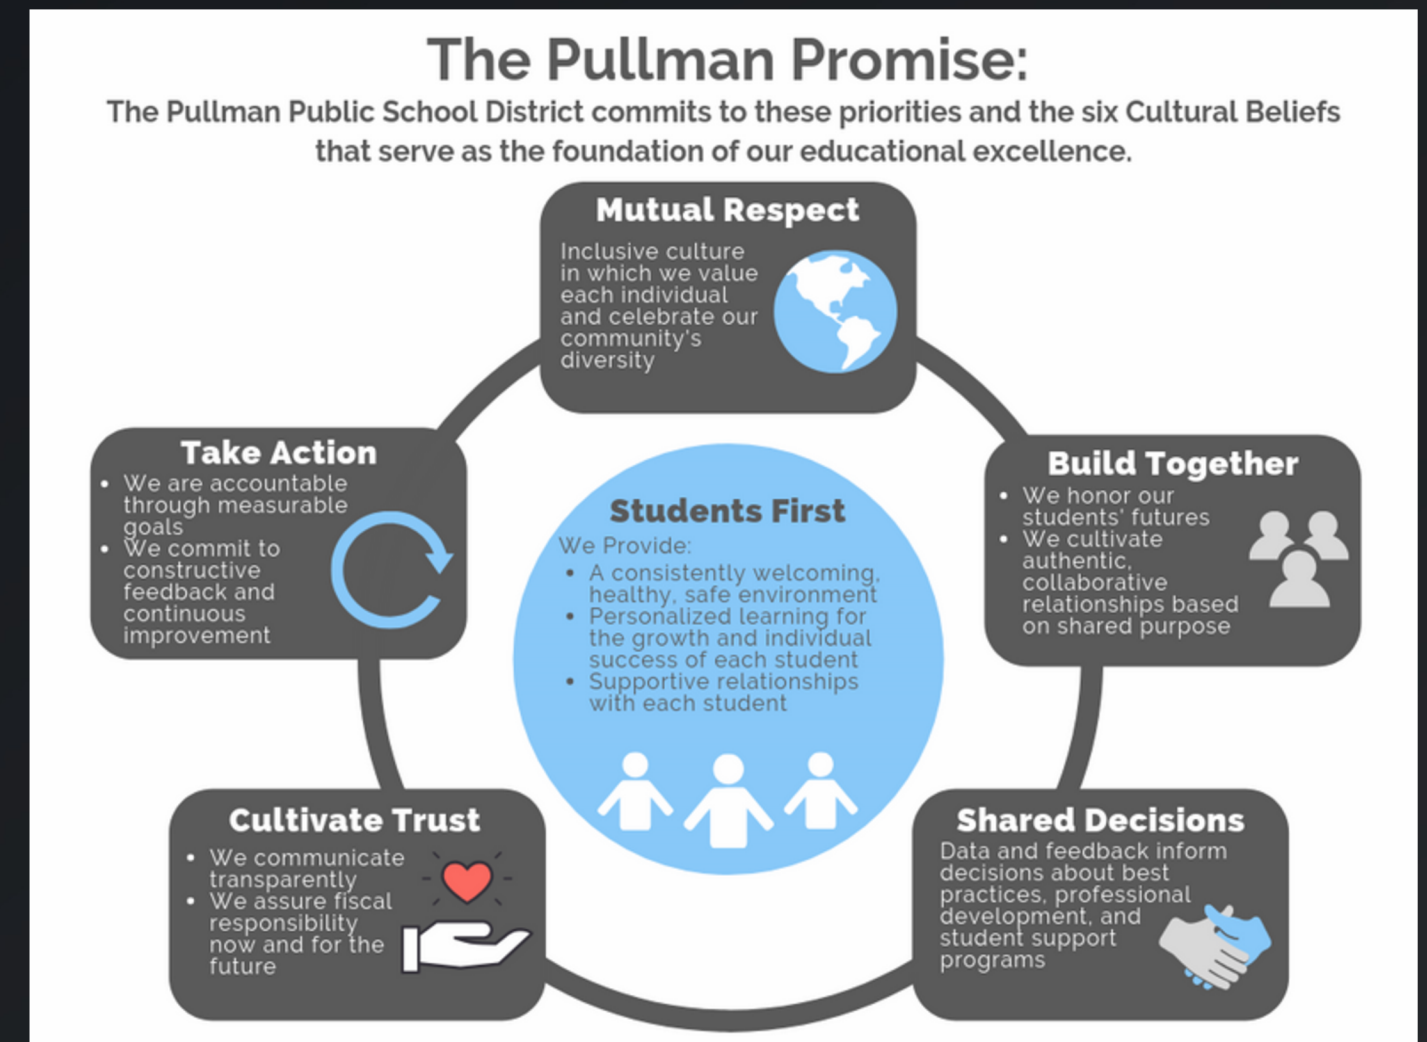 The Pullman Promise:
The Pullman Public School District commits to these priorities and the six Cultural Beliefs
that serve as the foundation of our educational excellence.
Mutual Respect
Inclusive culture
in which we value
each individual
and celebrate our
community's
diversity
Take Action
• We are accountable
through measurable
goals
• We commit to
constructive
feedback and
continuous
improvement
Students First
We Provide:
• A consistently welcoming,
healthy, safe environment
• Personalized learning for
the growth and individual
success of each student
• Supportive relationships
with each student
Build Together
• We honor our
students' futures
• We cultivate
authentic,
collaborative
relationships based
on shared purpose
Cultivate Trust
• We communicate
transparently
• We assure fiscal
responsibility
now and for the
future
Shared Decisions
Data and feedback inform
decisions about best
practices, professional
development, and
student support
programs